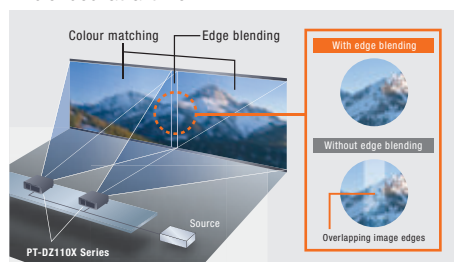 Colour matching
Edge blending
With edge blending
Without edge blending
Source
PT-DZ110X Series
Overlapping image edges